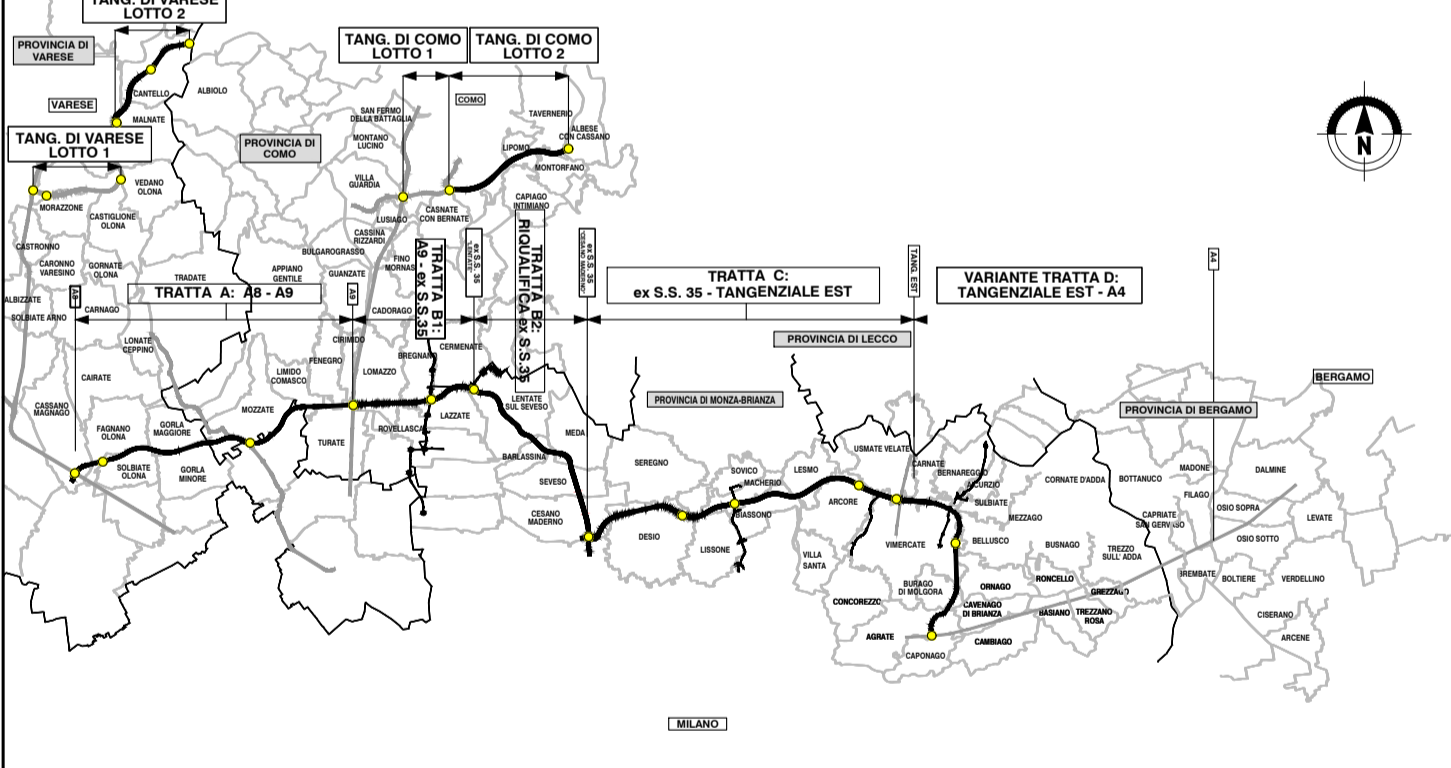 TANG. DI VARESE
LOTTO 2
PROVINCIA DI
VARESE
TANG. DI COMO
LOTTO 1
TANG. DI COMO
LOTTO 2
CANTELLO
ALBIOLO
VARESE
COMO
MALNATE
SAN FERMO
DELLA BATTAGLIA
TAVERNERIO
ALBESE
CON CASSANO
TANG. DI VARESE
LOTTO 1
PROVINCIA DI
COMO
MONTANO
LUCINO
LIPOMO
MONTORFANO
N
VEDANO
OLONA
VILLA
GUARDIA
MORAZZONE
CASTIGLIONE
OLONA
LUSIAGO
CASNATE
CON BERNATE
CAPIAGO
INTIMIANO
CASSINA
RIZZARDI
CASTRONNO
BULGAROGRASSO
CARONNO
VARESINO
GORNATE
OLONA
TRADATE
APPIANO
GENTILE
GUANZATE
FINO
MORNAS
TRATTA B1:
A9 - ex S.S.35
ex S.S. 35
"LENTATE"
TRATTA B2:
RIQUALIFICA ex S.S.35
ex S.S. 35
"CESANO MADERNO"
TRATTA C:
ex S.S. 35 - TANGENZIALE EST
TANG. EST
VARIANTE TRATTA D:
TANGENZIALE EST - A4
A4
ALBIZZATE
SOLBIATE ARNO
A8
CARNAGO
TRATTA A: A8 - A9
A9
CADORAGO
LONATE
CEPPINO
CIRIMIDO
FENEGRO
BREGNANO
CERMENATE
PROVINCIA DI LECCO
CAIRATE
LIMIDO
COMASCO
LOMAZZO
BERGAMO
CASSANO
MAGNAGO
MOZZATE
LAZZATE
LENTATE
SUL SEVESO
PROVINCIA DI MONZA-BRIANZA
PROVINCIA DI BERGAMO
FAGNANO
OLONA
GORLA
MAGGIORE
TURATE
ROVELLASCA
MEDA
SOLBIATE
OLONA
GORLA
MINORE
BARLASSINA
SEVESO
SEREGNO
SOVICO
MACHERIO
LESMO
USMATE VELATE
CARNATE
BERNAREGGIO
AICURZIO
CORNATE D'ADDA
BOTTANUCO
MADONE
DALMINE
FILAGO
CESANO
MADERNO
BIASSONO
ARCORE
SULBIATE
MEZZAGO
CAPRIATE
SAN GERVASO
OSIO SOPRA
LEVATE
DESIO
LISSONE
VILLA
SANTA
VIMERCATE
BELLUSCO
BUSNAGO
TREZZO
SULL' ADDA
OSIO SOTTO
BURAGO
DI MOLGORA
ORNAGO
RONCELLO
GREZZAGO
BREMBATE
BOLTIERE
VERDELLINO
CONCOREZZO
CAVENAGO
DI BRIANZA
BASIANO
TREZZANO
ROSA
CISERANO
AGRATE
CAMBIAGO
ARCENE
CAPONAGO
MILANO